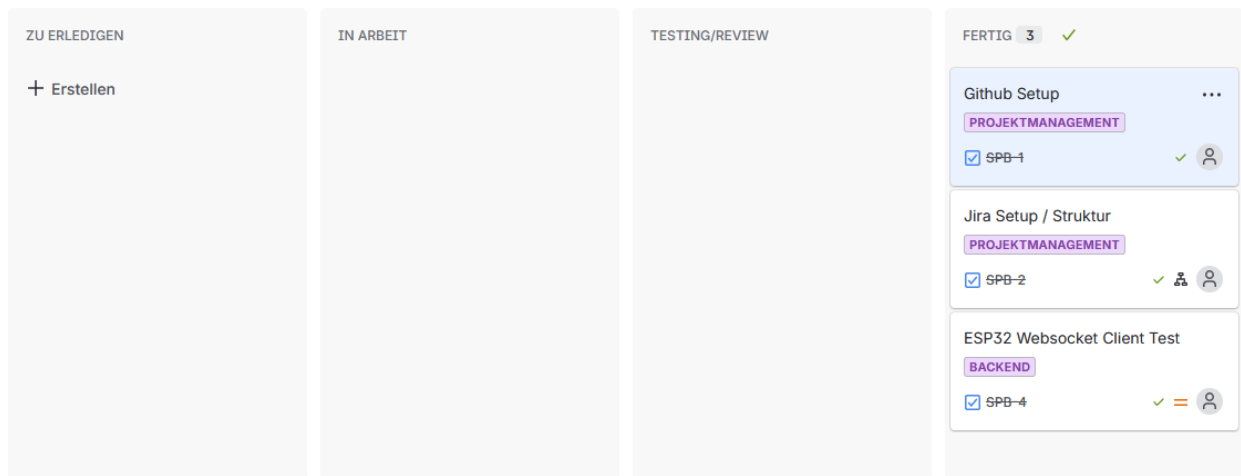 ZU ERLEDIGEN
IN ARBEIT
TESTING/REVIEW
FERTIG 3
+ Erstellen
Github Setup
PROJEKTMANAGEMENT
SPB-1
Jira Setup / Struktur
PROJEKTMANAGEMENT
SPB-2
ESP32 Websocket Client Test
BACKEND
SPB-4